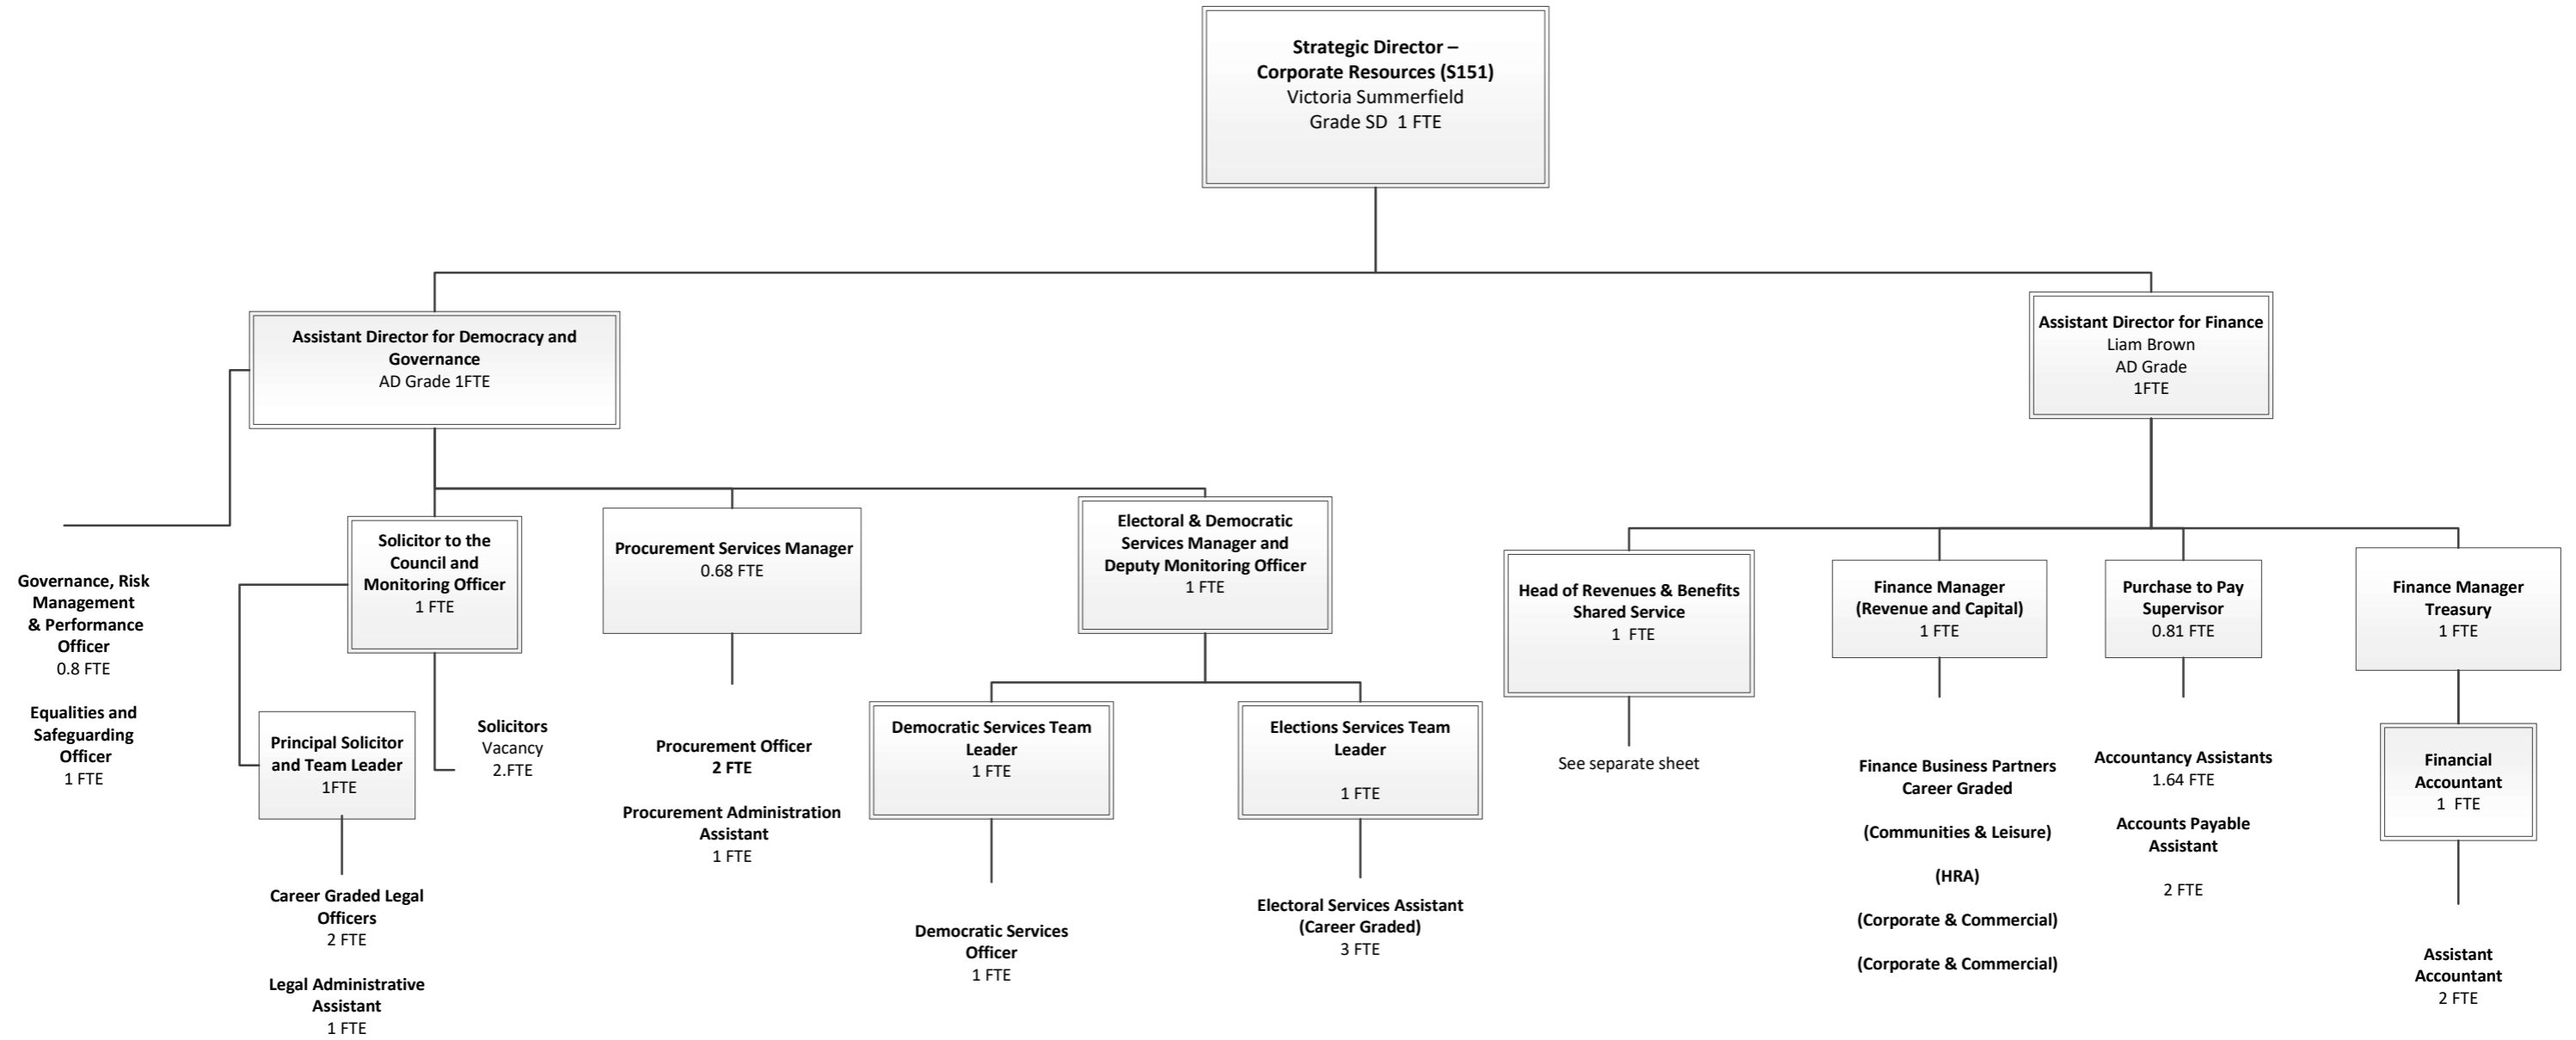 Strategic Director –
Corporate Resources (S151)
Victoria Summerfield
Grade SD 1 FTE
Assistant Director for Democracy and
Governance
AD Grade 1FTE
Assistant Director for Finance
Liam Brown
AD Grade
1FTE
Governance, Risk
Management
& Performance
Officer
0.8 FTE
Equalities and
Safeguarding
Officer
1 FTE
Solicitor to the
Council and
Monitoring Officer
1 FTE
Principal Solicitor
and Team Leader
1FTE
Career Graded Legal
Officers
2 FTE
Legal Administrative
Assistant
1 FTE
Solicitors
Vacancy
2.FTE
Procurement Services Manager
0.68 FTE
Procurement Officer
2 FTE
Procurement Administration
Assistant
1 FTE
Electoral & Democratic
Services Manager and
Deputy Monitoring Officer
1 FTE
Democratic Services Team
Leader
1 FTE
Democratic Services
Officer
1 FTE
Elections Services Team
Leader
1 FTE
Electoral Services Assistant
(Career Graded)
3 FTE
Head of Revenues & Benefits
Shared Service
1 FTE
See separate sheet
Finance Manager
(Revenue and Capital)
1 FTE
Finance Business Partners
Career Graded
(Communities & Leisure)
(HRA)
(Corporate & Commercial)
(Corporate & Commercial)
Purchase to Pay
Supervisor
0.81 FTE
Accountancy Assistants
1.64 FTE
Accounts Payable
Assistant
2 FTE
Finance Manager
Treasury
1 FTE
Financial
Accountant
1 FTE
Assistant
Accountant
2 FTE